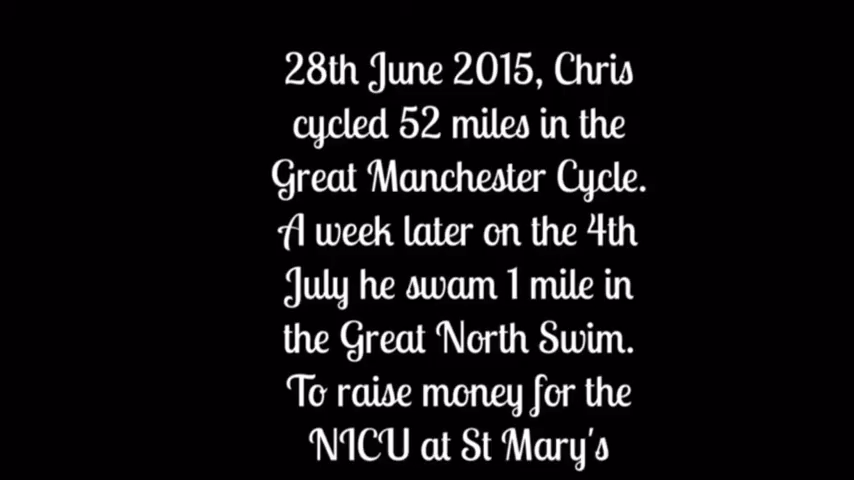 28th June 2015, Chris
cycled 52 miles in the
Great Manchester Cycle.
A week later on the 4th
July he swam 1 mile in
the Great North Swim.
To raise money for the
NICU at St Mary's